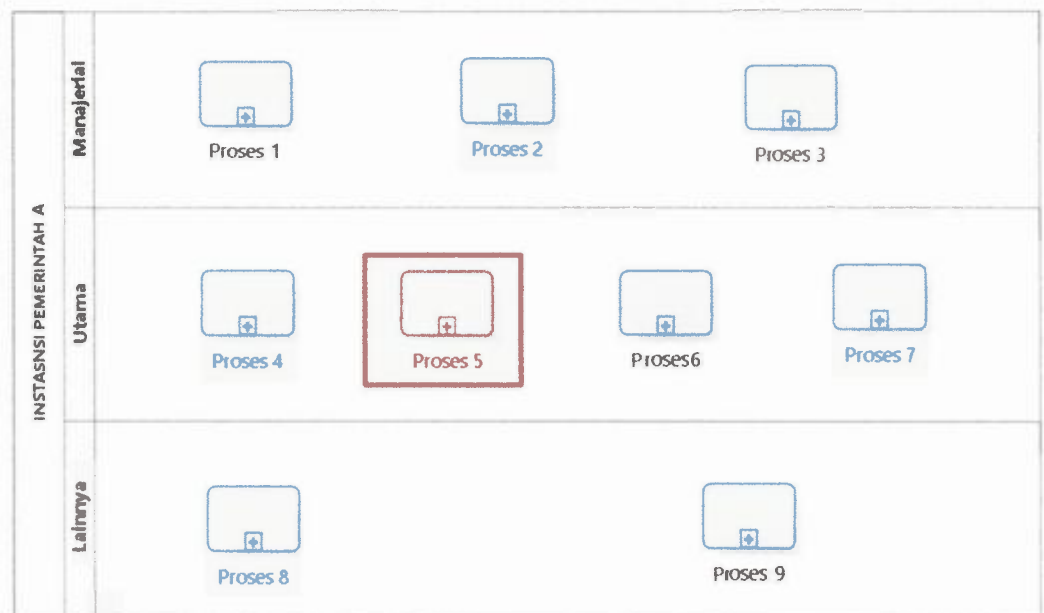 INSTASNSI PEMERINTAH A
Manajerial
Proses 1
Proses 2
Proses 3
Utama
Proses 4
Proses 5
Proses6
Proses 7
Lainnya
Proses 8
Proses 9